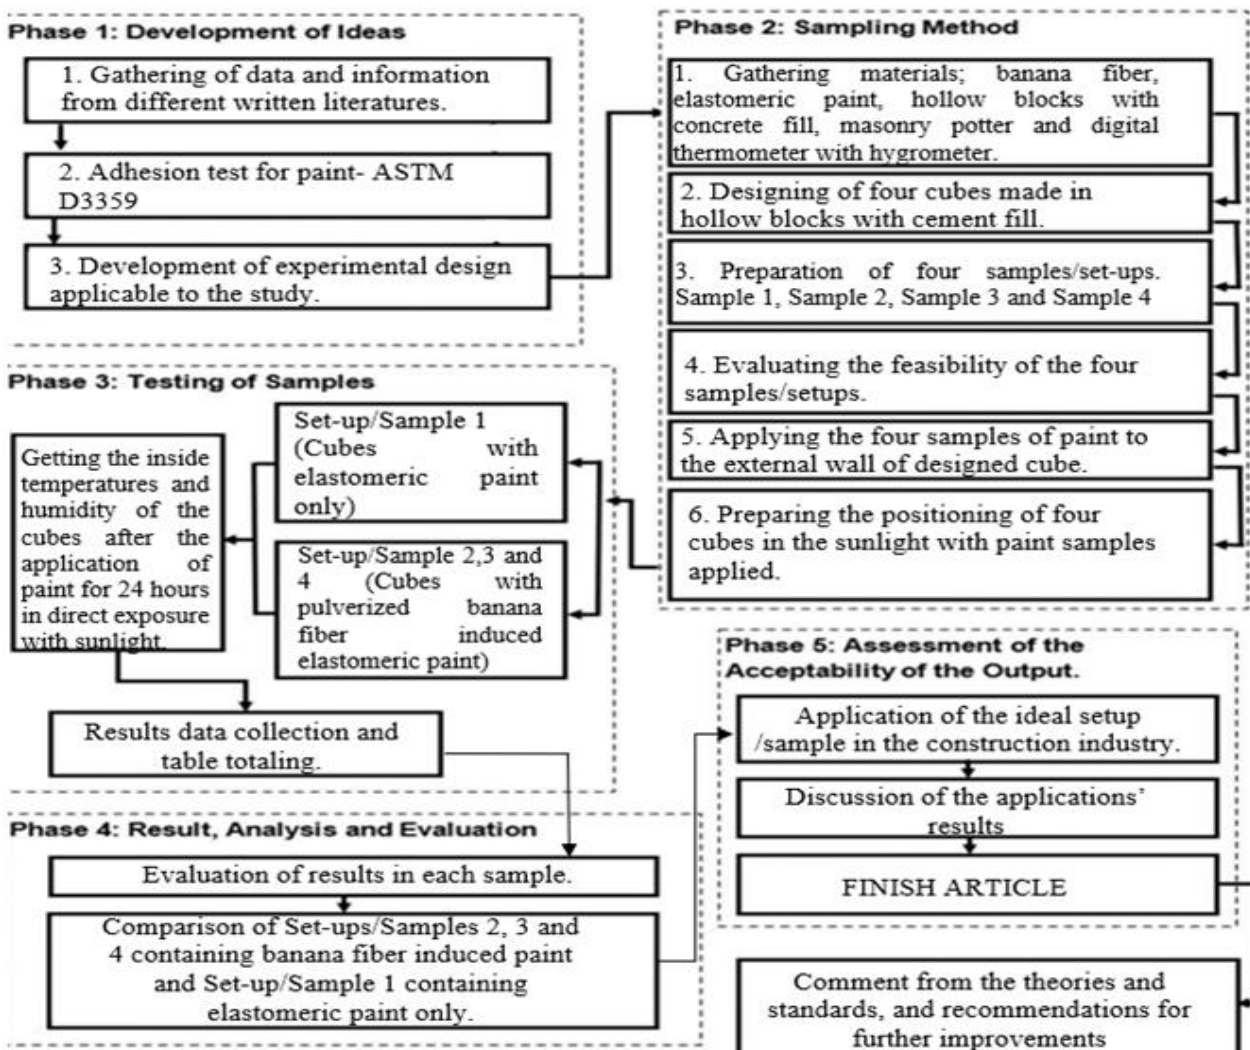 Phase 1: Development of Ideas
1. Gathering of data and information
from different written literatures.
2. Adhesion test for paint- ASTM
D3359
3. Development of experimental design
applicable to the study.
Phase 2: Sampling Method
1. Gathering materials; banana fiber,
elastomeric paint, hollow blocks with
concrete fill, masonry potter and digital
thermometer with hygrometer.
2. Designing of four cubes made in
hollow blocks with cement fill.
3. Preparation of four samples/set-ups.
Sample 1, Sample 2, Sample 3 and Sample 4
4. Evaluating the feasibility of the four
samples/setups.
5. Applying the four samples of paint to
the external wall of designed cube.
6. Preparing the positioning of four
cubes in the sunlight with paint samples
applied.
Phase 3: Testing of Samples
Set-up/Sample 1
(Cubes with
elastomeric paint
only)
Set-up/Sample 2,3 and
4 (Cubes with
pulverized banana
fiber induced
elastomeric paint)
Getting the inside
temperatures and
humidity of the
cubes after the
application of
paint for 24 hours
in direct exposure
with sunlight.
Results data collection and
table totaling.
Phase 4: Result, Analysis and Evaluation
Evaluation of results in each sample.
Comparison of Set-ups/Samples 2, 3 and
4 containing banana fiber induced paint
and Set-up/Sample 1 containing
elastomeric paint only.
Phase 5: Assessment of the
Acceptability of the Output.
Application of the ideal setup
/sample in the construction industry.
Discussion of the applications’
results
FINISH ARTICLE
Comment from the theories and
standards, and recommendations for
further improvements